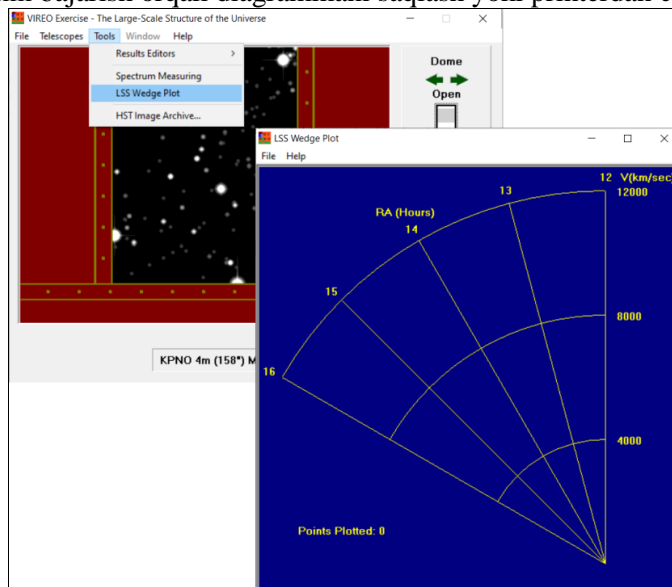 VIREO Exercise - The Large-Scale Structure of the Universe
File Telescopes Tools Window Help
Results Editors
Spectrum Measuring
LSS Wedge Plot
HST Image Archive...
Dome
Open
LSS Wedge Plot
File Help
12 V(km/sec)
12000
13
RA (Hours)
14
15
8000
16
4000
KPNO 4m (158")
Points Plotted: 0